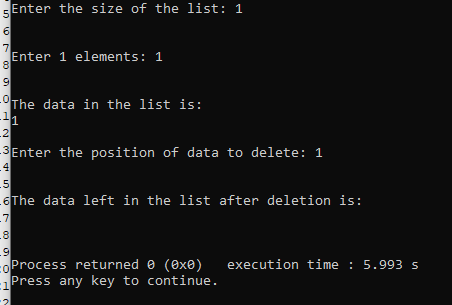 Enter the size of the list: 1
Enter 1 elements: 1
The data in the list is:
1
Enter the position of data to delete: 1
The data left in the list after deletion is:
Process returned 0 (0x0)   execution time : 5.993 s
Press any key to continue.